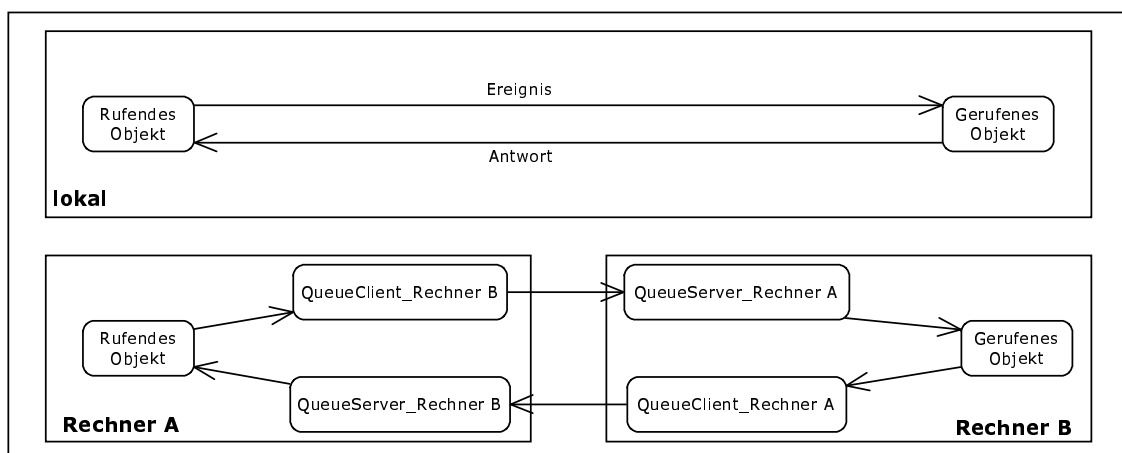 Ereignis
Rufendes
Objekt
Gerufenes
Objekt
Antwort
lokal
QueueClient_Rechner B
QueueServer_Rechner A
Rufendes
Objekt
Gerufenes
Objekt
QueueServer_Rechner B
QueueClient_Rechner A
Rechner A
Rechner B